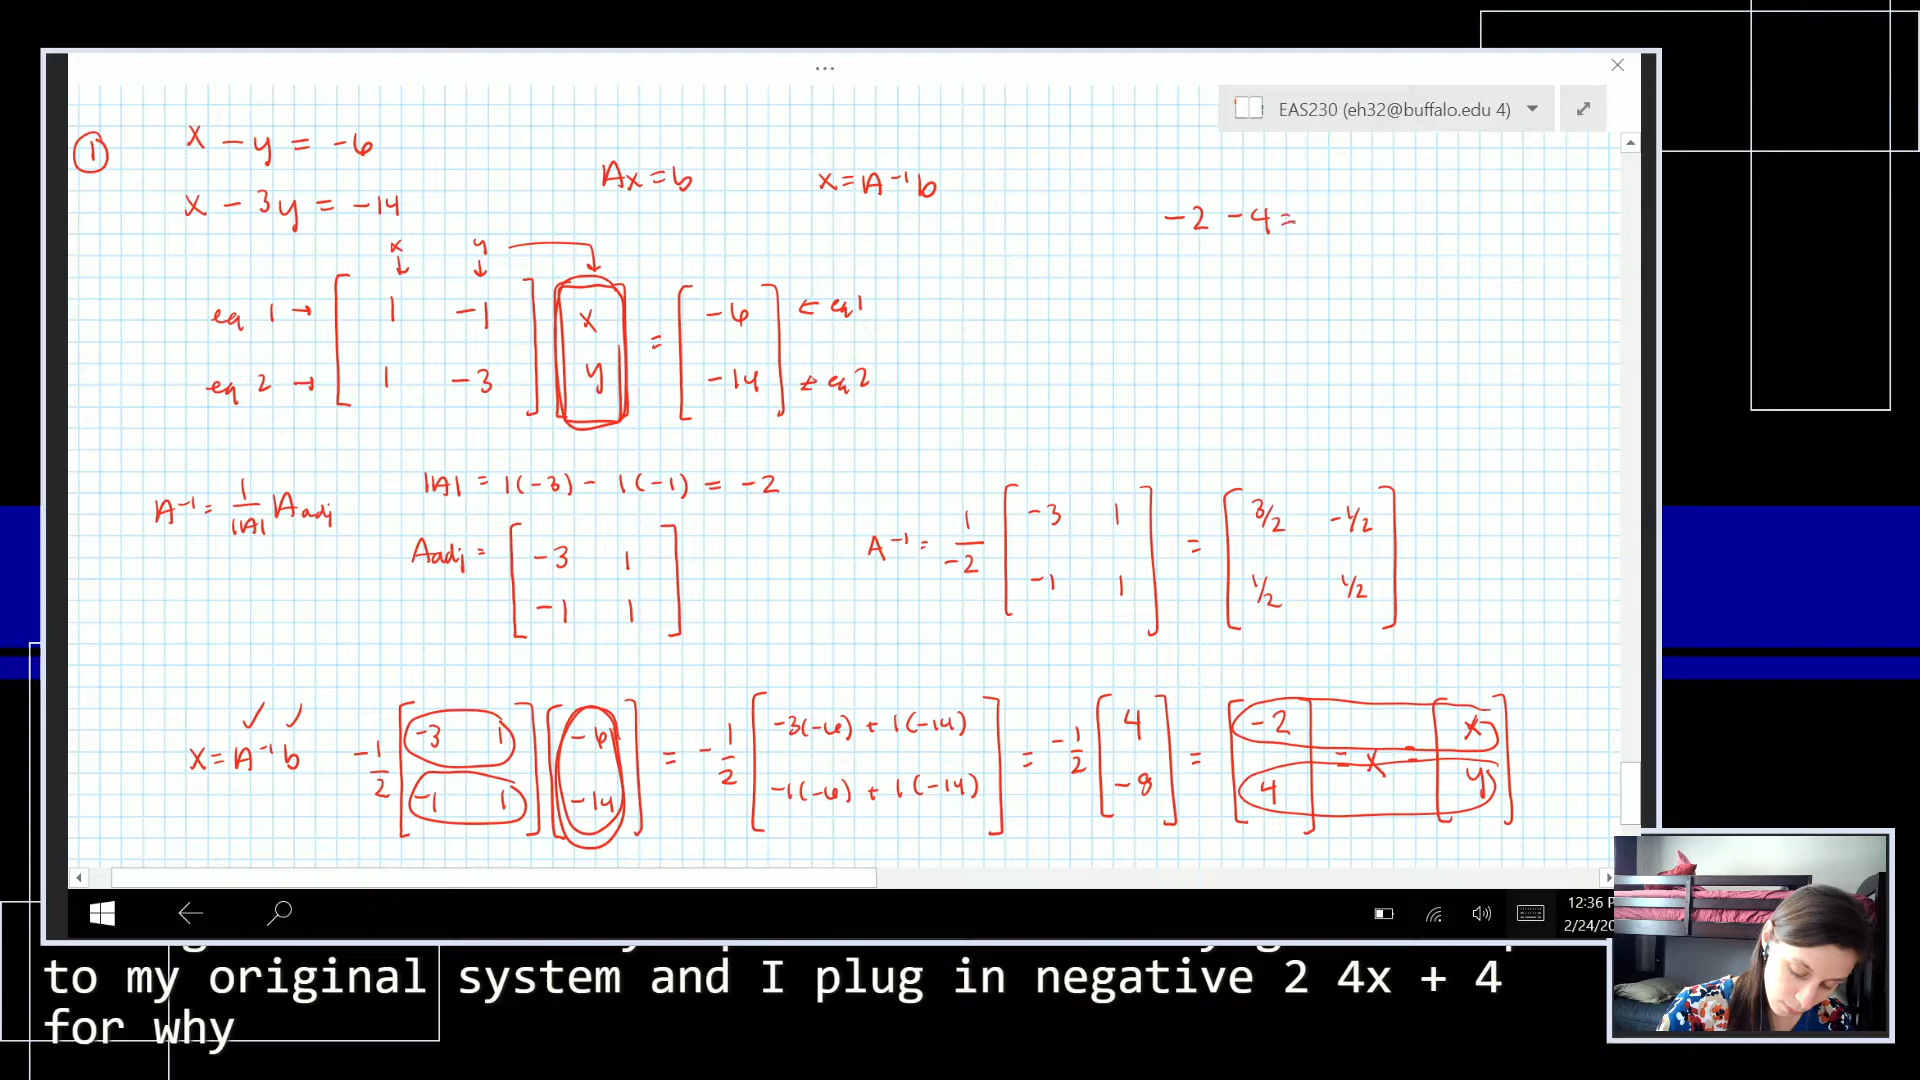 ...
EAS230 (eh32@buffalo.edu 4)
① x - y = -6
x - 3y = -14
Ax = b
x = A⁻¹b
-2 -4 =
x y
eq 1 → [ 1 -1 ] [ x ] = [ -6 ] ← eq1
eq 2 → [ 1 -3 ] [ y ] [ -14 ] ← eq2
A⁻¹ = 1/|A| Aadj
|A| = 1(-3) - 1(-1) = -2
Aadj = [ -3 1
-1 1 ]
A⁻¹ = 1/-2 [ -3 1
-1 1 ] = [ 3/2 -1/2
1/2 1/2 ]
✓ ✓
x = A⁻¹ b
-1/2 [ -3 1 ] [ -6 ] = -1/2 [ -3(-6) + 1(-14) ] = -1/2 [ 4 ] = [ -2 = x = x ]
[ -1 1 ] [ -14 ] [ -1(-6) + 1(-14) ] [ -8 ] [ 4 y ]
12:36 P
2/24/20
to my original system and I plug in negative 2 4x + 4
for why